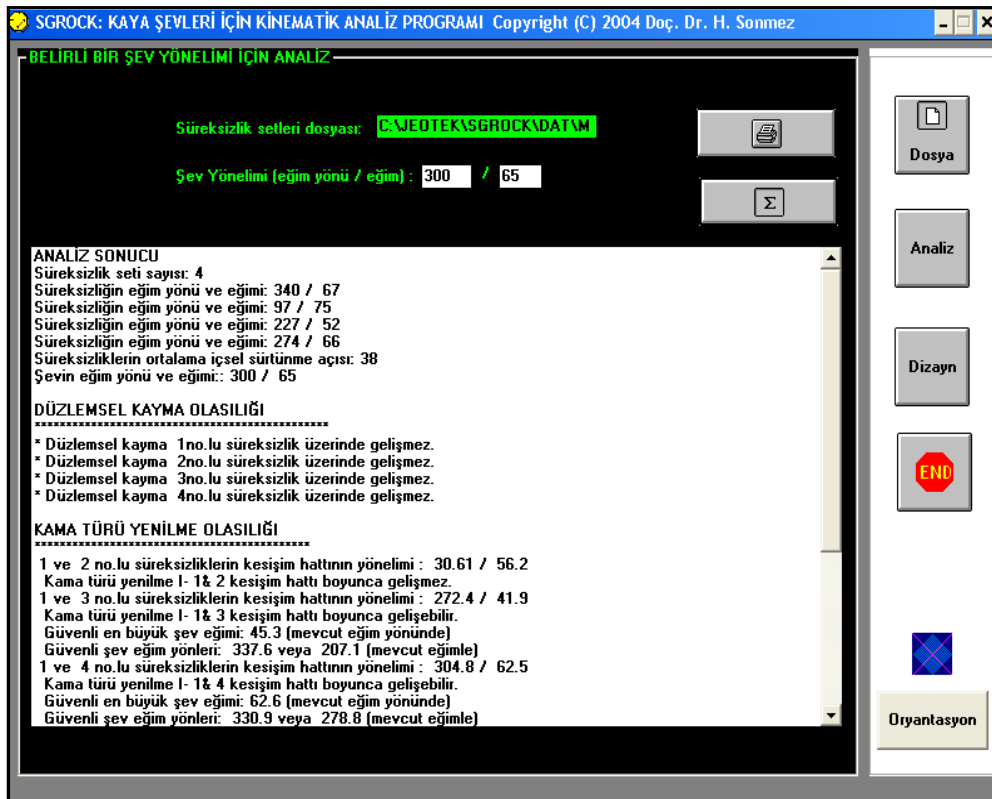 SGROCK: KAYA ŞEVLERİ İÇİN KİNEMATİK ANALİZ PROGRAMI Copyright (C) 2004 Doç. Dr. H. Sonmez
BELİRLİ BİR ŞEV YÖNELİMİ İÇİN ANALİZ
Süreksizlik setleri dosyası: C:\JEOTEK\SGROCK\DAT\M
Şev Yönelimi (eğim yönü / eğim) : 300 / 65
Σ
Dosya
Analiz
Dizayn
END
Oryantasyon
ANALİZ SONUCU
Süreksizlik seti sayısı: 4
Süreksizliğin eğim yönü ve eğimi: 340 / 67
Süreksizliğin eğim yönü ve eğimi: 97 / 75
Süreksizliğin eğim yönü ve eğimi: 227 / 52
Süreksizliğin eğim yönü ve eğimi: 274 / 66
Süreksizliklerin ortalama içsel sürtünme açısı: 38
Şevin eğim yönü ve eğimi:: 300 / 65
DÜZLEMSEL KAYMA OLASILIĞI
***********************************************
* Düzlemsel kayma 1no.lu süreksizlik üzerinde gelişmez.
* Düzlemsel kayma 2no.lu süreksizlik üzerinde gelişmez.
* Düzlemsel kayma 3no.lu süreksizlik üzerinde gelişmez.
* Düzlemsel kayma 4no.lu süreksizlik üzerinde gelişmez.
KAMA TÜRÜ YENİLME OLASILIĞI
********************************************
1 ve 2 no.lu süreksizliklerin kesişim hattının yönelimi : 30.61 / 56.2
Kama türü yenilme I- 1& 2 kesişim hattı boyunca gelişmez.
1 ve 3 no.lu süreksizliklerin kesişim hattının yönelimi : 272.4 / 41.9
Kama türü yenilme I- 1& 3 kesişim hattı boyunca gelişebilir.
Güvenli en büyük şev eğimi: 45.3 (mevcut eğim yönünde)
Güvenli şev eğim yönleri: 337.6 veya 207.1 (mevcut eğimle)
1 ve 4 no.lu süreksizliklerin kesişim hattının yönelimi : 304.8 / 62.5
Kama türü yenilme I- 1& 4 kesişim hattı boyunca gelişebilir.
Güvenli en büyük şev eğimi: 62.6 (mevcut eğim yönünde)
Güvenli şev eğim yönleri: 330.9 veya 278.8 (mevcut eğimle)